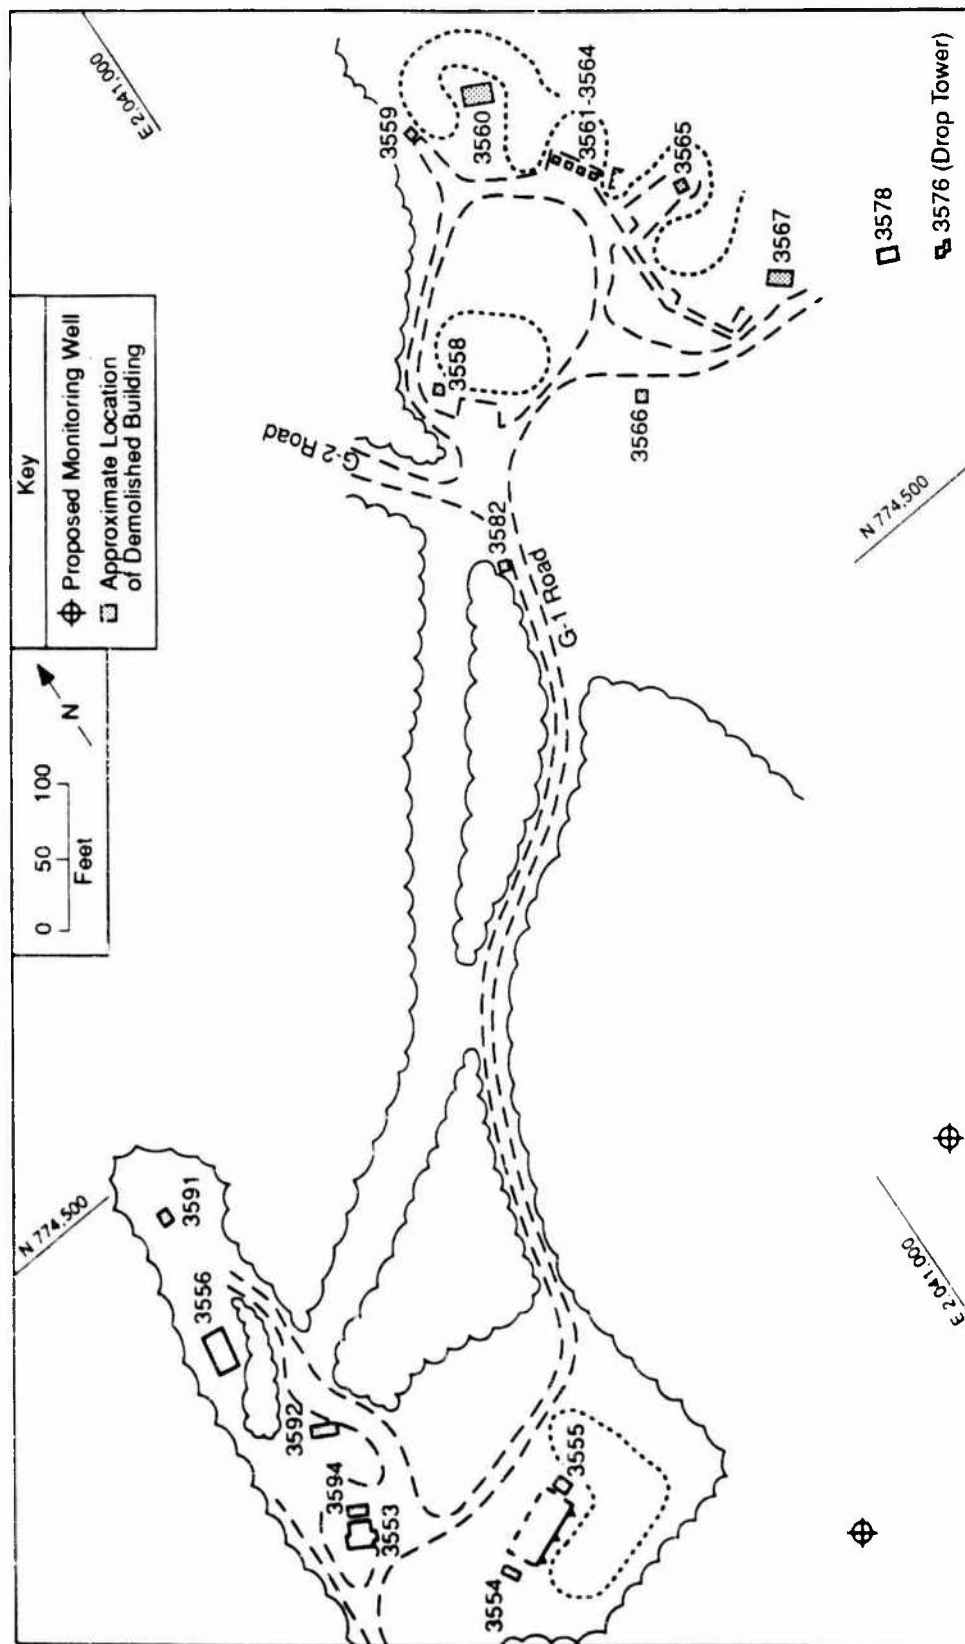 Key
Proposed Monitoring Well
Approximate Location
of Demolished Building
0 50 100
Feet
N
E 2,041,000
N 774,500
3591
3556
3592
3594
3553
3554
3555
G-2 Road
G-1 Road
3582
3558
3559
3560
3561-3564
3565
3566
3567
3578
3576 (Drop Tower)
N 774,500
E 2,041,000